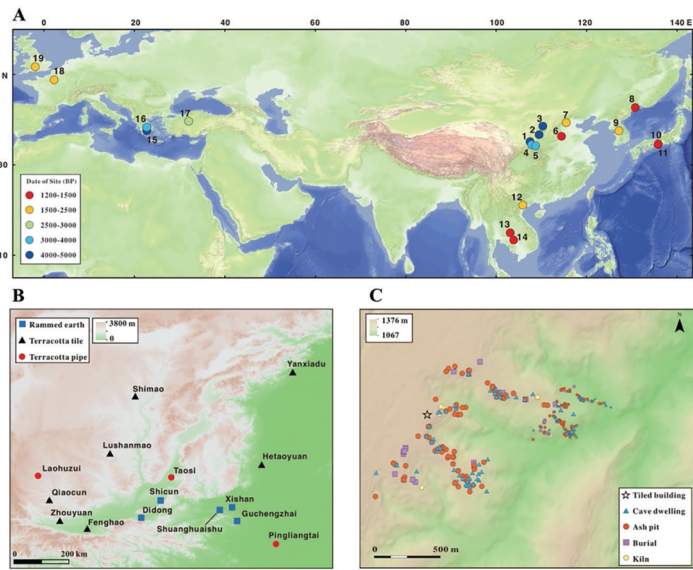 A
0
20
40
60
80
100
120
140 E
N
30
10
19
18
16
15
17
1
2
3
4
5
6
7
8
9
10
11
12
13
14
Date of Site (BP)
1200-1500
1500-2500
2500-3000
3000-4000
4000-5000
B
Rammed earth
Terracotta tile
Terracotta pipe
3800 m
0
Yanxiadu
Shimao
Lushanmao
Hetaoyuan
Laohuzui
Taosi
Qiaocun
Shicun
Xishan
Zhouyuan
Didong
Guchengzhai
Fenghao
Shuanghuaishu
Pingliangtai
0 200 km
C
1376 m
1067
N
Tiled building
Cave dwelling
Ash pit
Burial
Kiln
0 500 m